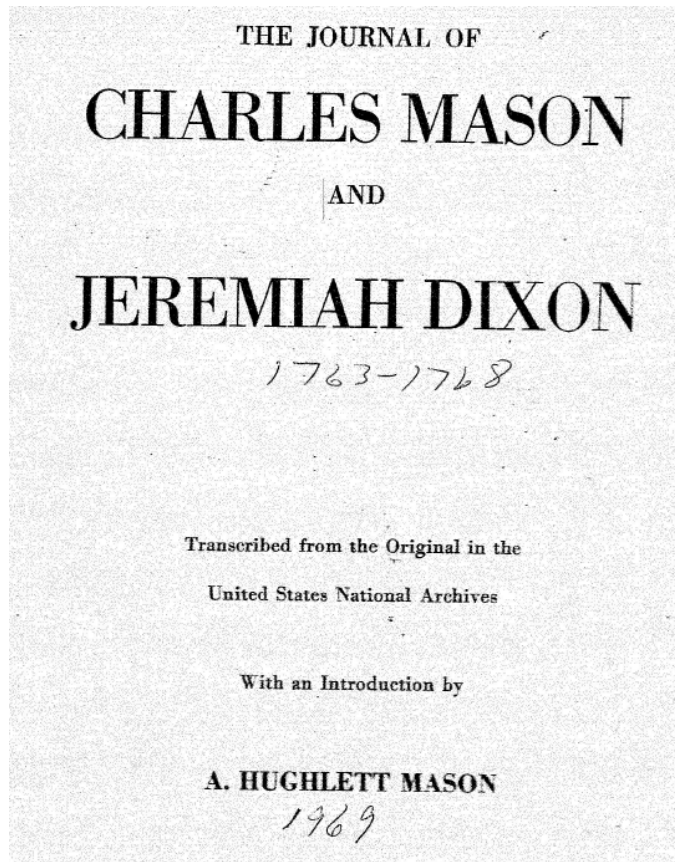 THE JOURNAL OF
CHARLES MASON
AND
JEREMIAH DIXON
1763-1768
Transcribed from the Original in the
United States National Archives
With an Introduction by
A. HUGHLETT MASON
1969